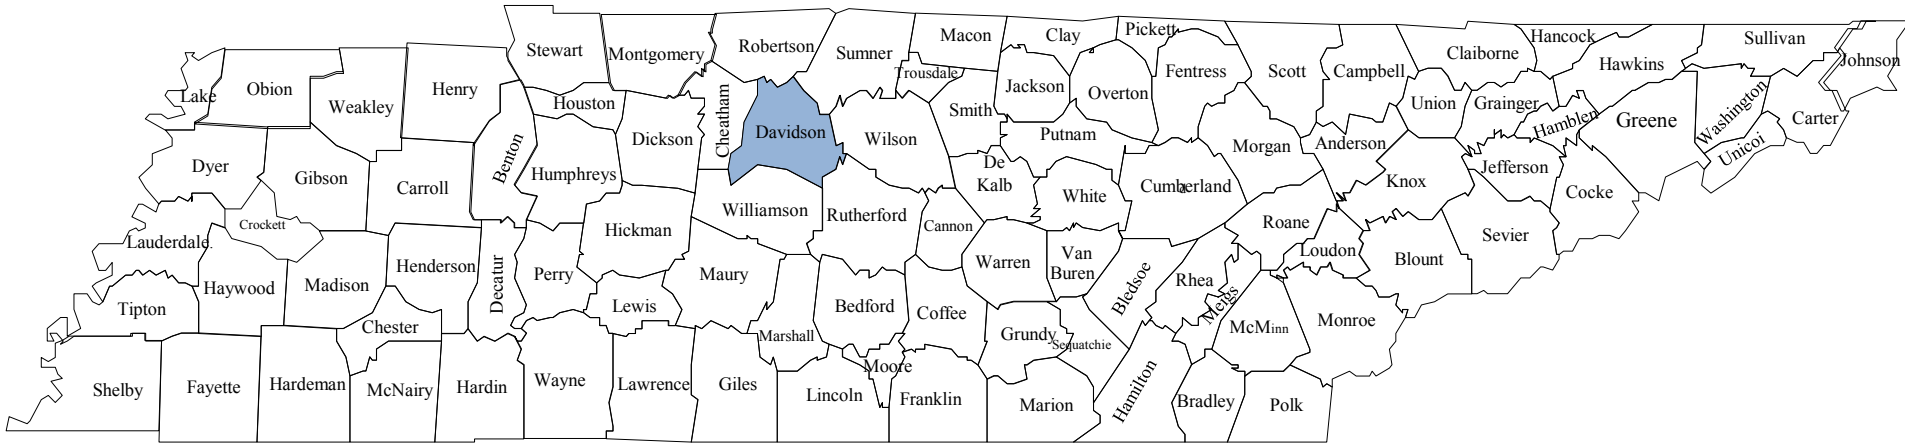 Stewart
Montgomery
Robertson
Sumner
Macon
Clay
Pickett
Trousdale
Jackson
Overton
Fentress
Scott
Campbell
Claiborne
Hancock
Hawkins
Sullivan
Johnson
Lake
Obion
Weakley
Henry
Houston
Dickson
Cheatham
Davidson
Wilson
Smith
Putnam
Morgan
Anderson
Union
Grainger
Hamblen
Greene
Washington
Unicoi
Carter
Dyer
Gibson
Carroll
Benton
Humphreys
Williamson
Rutherford
Cannon
De
Kalb
White
Cumberland
Roane
Knox
Jefferson
Cocke
Sevier
Lauderdale.
Crockett
Haywood
Madison
Henderson
Decatur
Perry
Hickman
Lewis
Maury
Bedford
Coffee
Warren
Van
Buren
Bledsoe
Rhea
Meigs
Loudon
Blount
Tipton
Chester
Marshall
Moore
Grundy
Sequatchie
McMinn
Monroe
Shelby
Fayette
Hardeman
McNairy
Hardin
Wayne
Lawrence
Giles
Lincoln
Franklin
Marion
Hamilton
Bradley
Polk